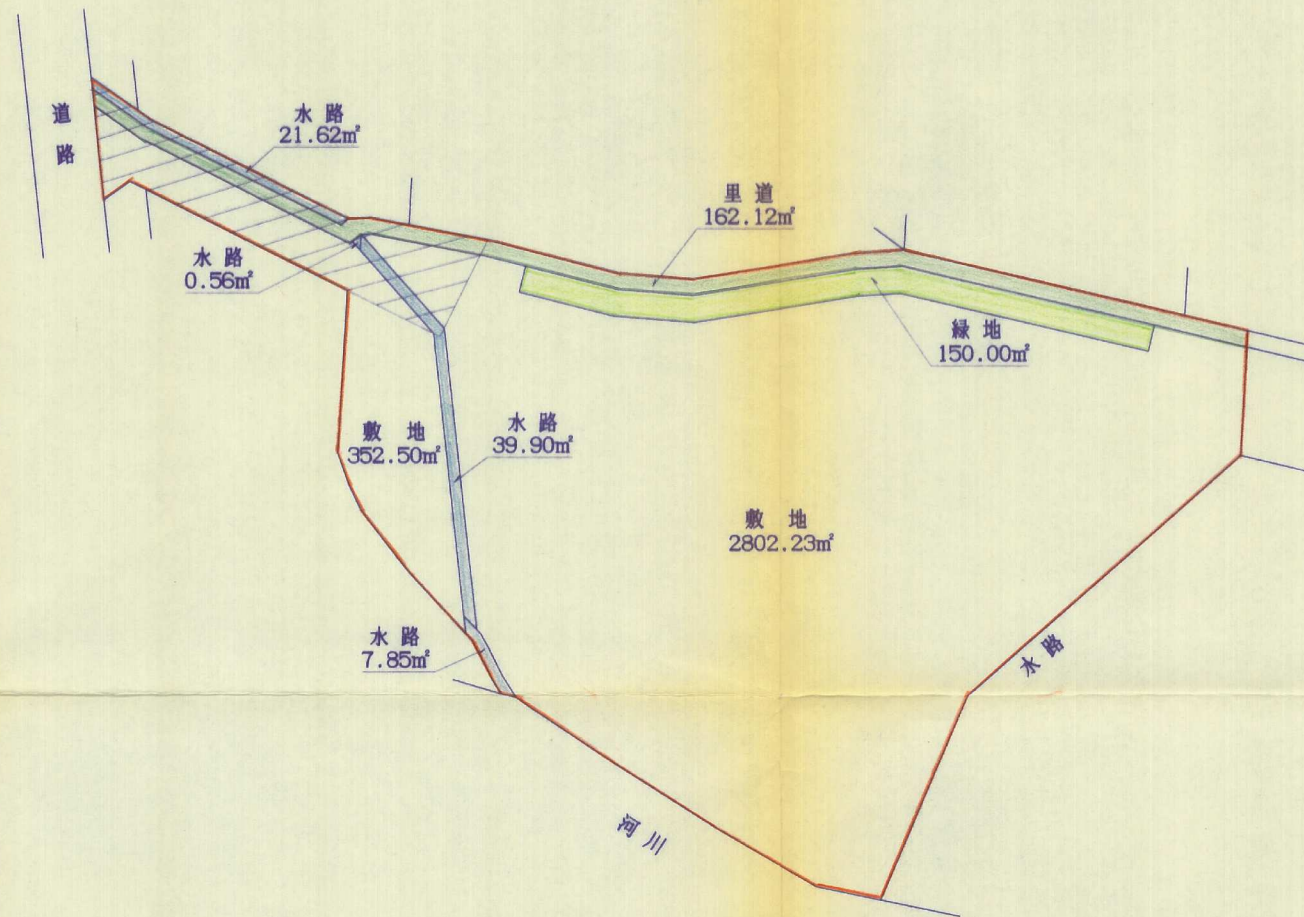 道路
水路
21.62㎡
里道
162.12㎡
水路
0.56㎡
緑地
150.00㎡
敷地
352.50㎡
水路
39.90㎡
敷地
2802.23㎡
水路
7.85㎡
水路
河川